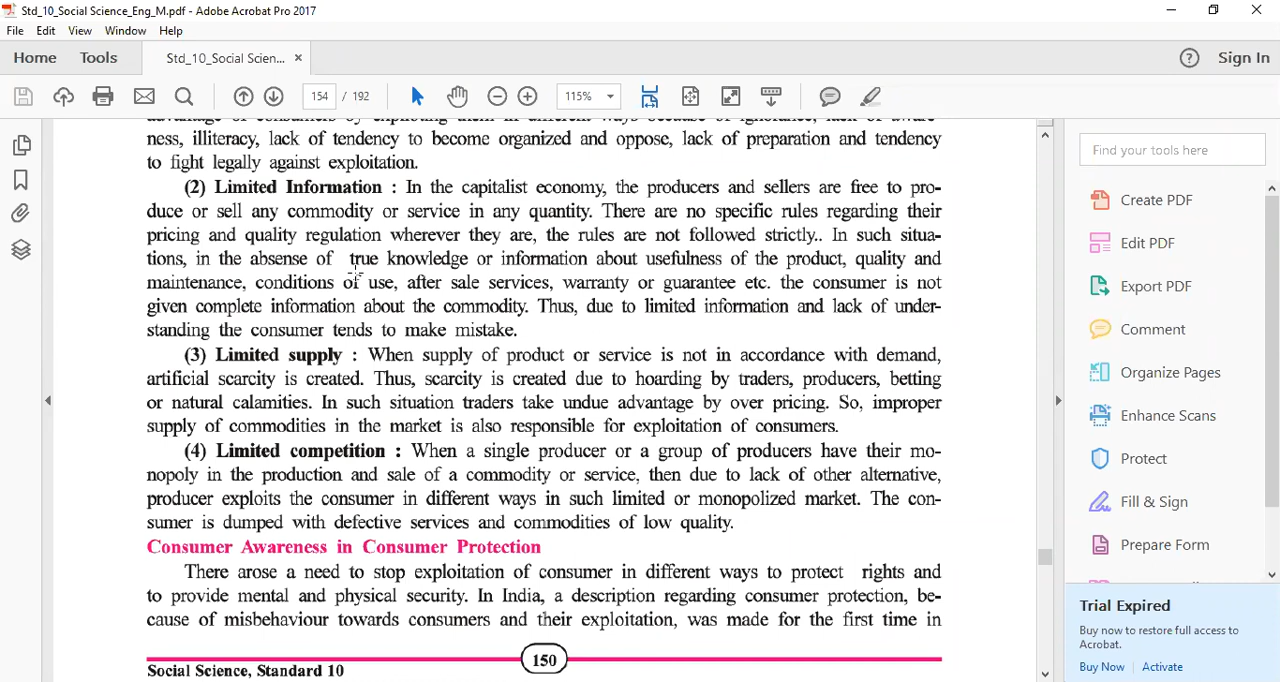 Std_10_Social Science_Eng_M.pdf - Adobe Acrobat Pro 2017
File Edit View Window Help
Home Tools Std_10_Social Scien... × ? Sign In
154 / 192 115%
advantage of consumers by exploiting them in different ways because of ignorance, lack of aware-
ness, illiteracy, lack of tendency to become organized and oppose, lack of preparation and tendency
to fight legally against exploitation.
(2) Limited Information : In the capitalist economy, the producers and sellers are free to pro-
duce or sell any commodity or service in any quantity. There are no specific rules regarding their
pricing and quality regulation wherever they are, the rules are not followed strictly.. In such situa-
tions, in the absense of true knowledge or information about usefulness of the product, quality and
maintenance, conditions of use, after sale services, warranty or guarantee etc. the consumer is not
given complete information about the commodity. Thus, due to limited information and lack of under-
standing the consumer tends to make mistake.
(3) Limited supply : When supply of product or service is not in accordance with demand,
artificial scarcity is created. Thus, scarcity is created due to hoarding by traders, producers, betting
or natural calamities. In such situation traders take undue advantage by over pricing. So, improper
supply of commodities in the market is also responsible for exploitation of consumers.
(4) Limited competition : When a single producer or a group of producers have their mo-
nopoly in the production and sale of a commodity or service, then due to lack of other alternative,
producer exploits the consumer in different ways in such limited or monopolized market. The con-
sumer is dumped with defective services and commodities of low quality.
Consumer Awareness in Consumer Protection
There arose a need to stop exploitation of consumer in different ways to protect rights and
to provide mental and physical security. In India, a description regarding consumer protection, be-
cause of misbehaviour towards consumers and their exploitation, was made for the first time in
150
Social Science, Standard 10
Find your tools here
Create PDF
Edit PDF
Export PDF
Comment
Organize Pages
Enhance Scans
Protect
Fill & Sign
Prepare Form
Trial Expired
Buy now to restore full access to
Acrobat.
Buy Now Activate